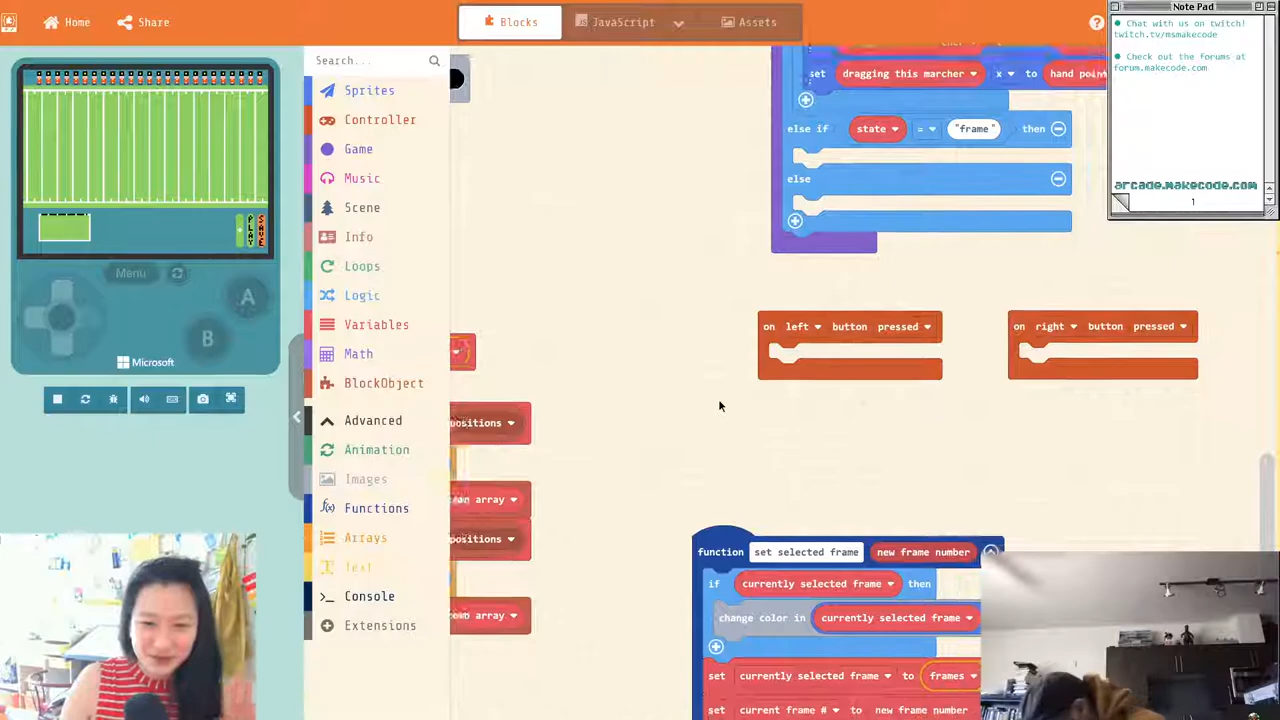 Home
Share
Blocks
JavaScript
Assets
Note Pad
● Chat with us on twitch!
twitch.tv/msmakecode
● Check out the forums at
forum.makecode.com
arcade.makecode.com
1
PLAY
SAVE
Menu
A
B
Microsoft
Search...
Sprites
Controller
Game
Music
Scene
Info
Loops
Logic
Variables
Math
BlockObject
Advanced
Animation
Images
Functions
Arrays
Text
Console
Extensions
set dragging this marcher x to hand
else if state = "frame" then
else
on left button pressed
on right button pressed
positions
array
positions
array
function set selected frame new frame number
if currently selected frame then
change color in currently selected frame
set currently selected frame to frames
set current frame # to new frame number